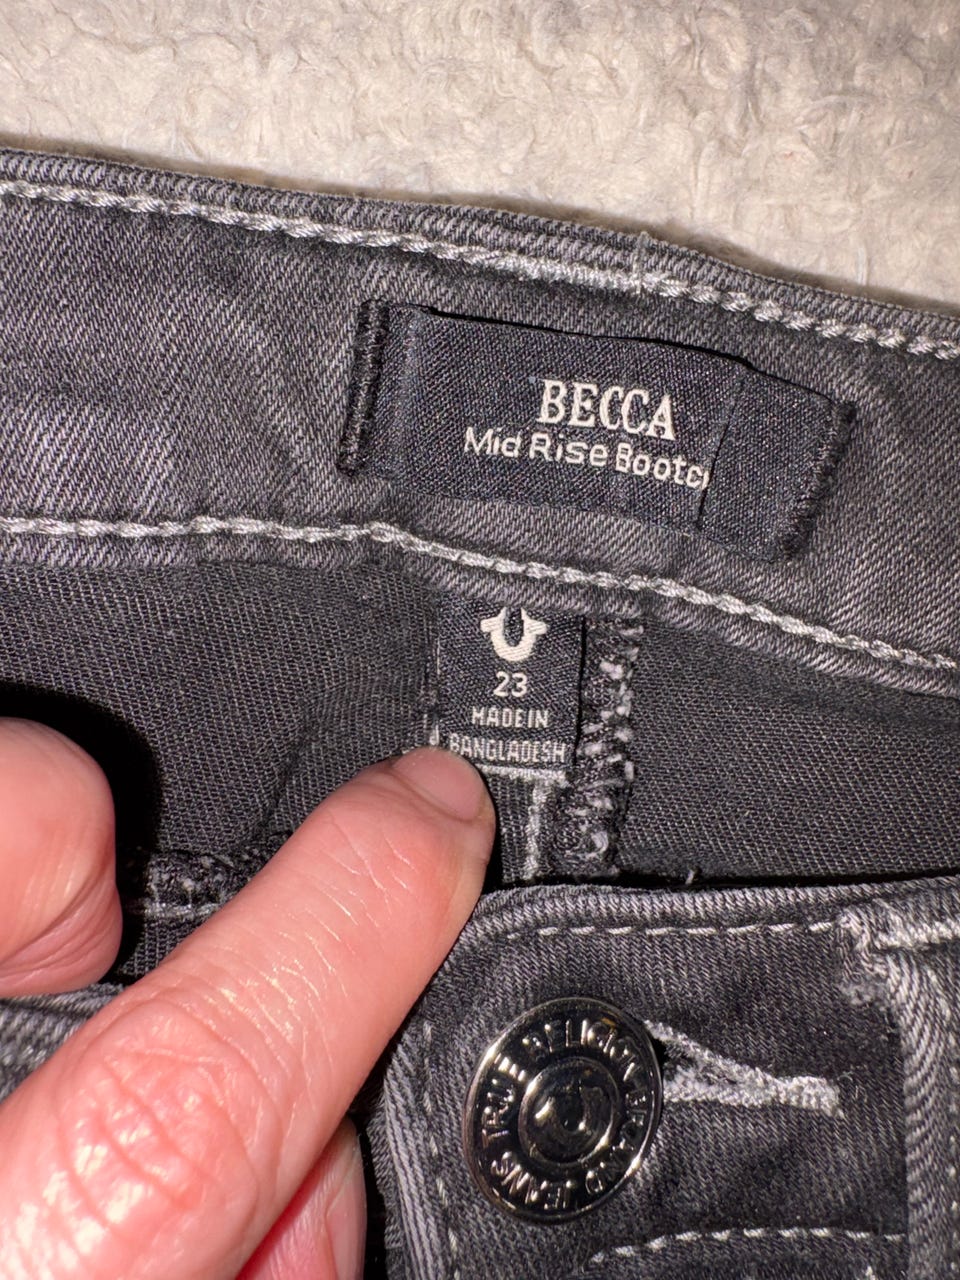 BECCA
Mid Rise Bootc
23
MADE IN
BANGLADESH
TRUE RELIGION BRAND JEANS